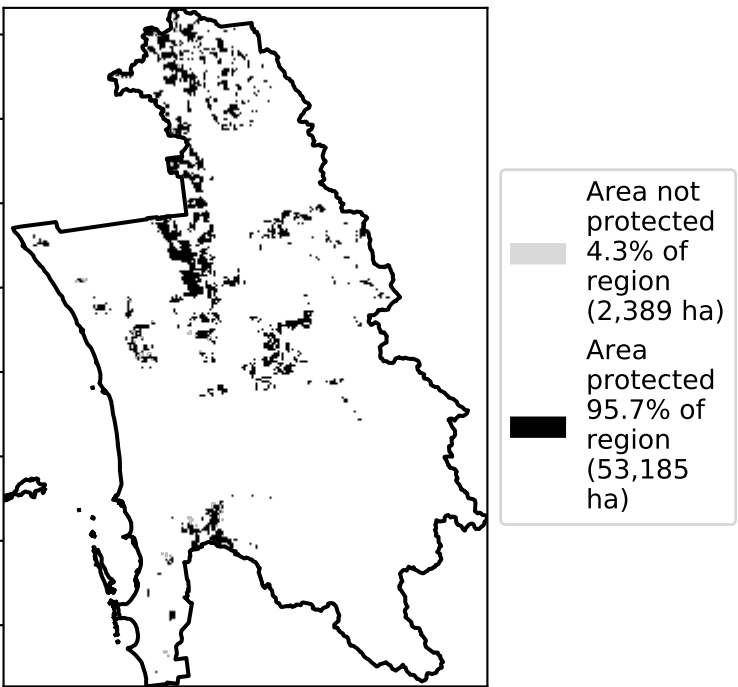 Area not
protected
4.3% of
region
(2,389 ha)
Area
protected
95.7% of
region
(53,185
ha)